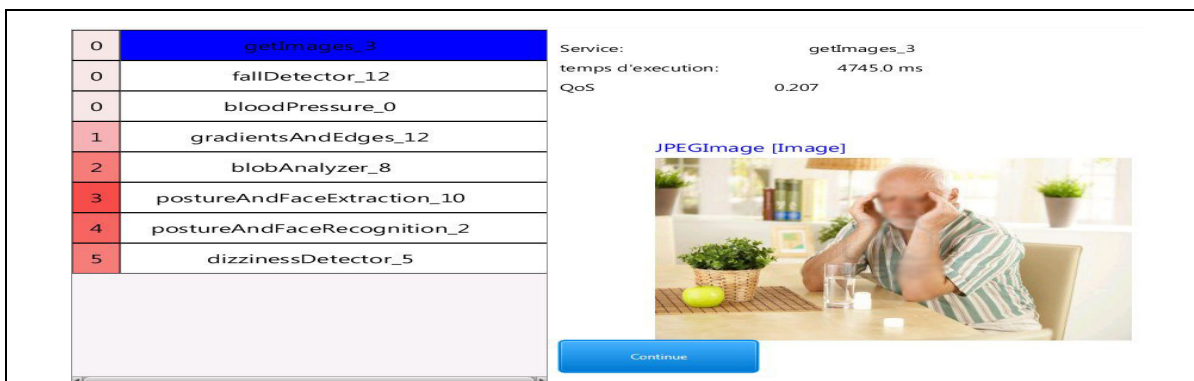 0 getImages_3
0 fallDetector_12
0 bloodPressure_0
1 gradientsAndEdges_12
2 blobAnalyzer_8
3 postureAndFaceExtraction_10
4 postureAndFaceRecognition_2
5 dizzinessDetector_5
Service: getImages_3
temps d'execution: 4745.0 ms
QoS 0.207
JPEGImage [Image]
Continue